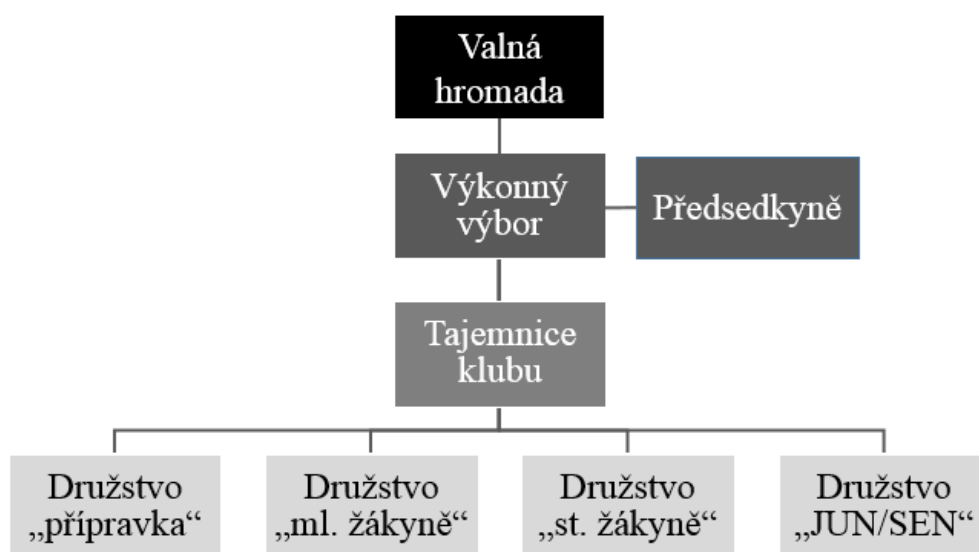 Valná
hromada
Výkonný
výbor
Předsedkyně
Tajemnice
klubu
Družstvo
„přípravka“
Družstvo
„ml. žákyně“
Družstvo
„st. žákyně“
Družstvo
„JUN/SEN“